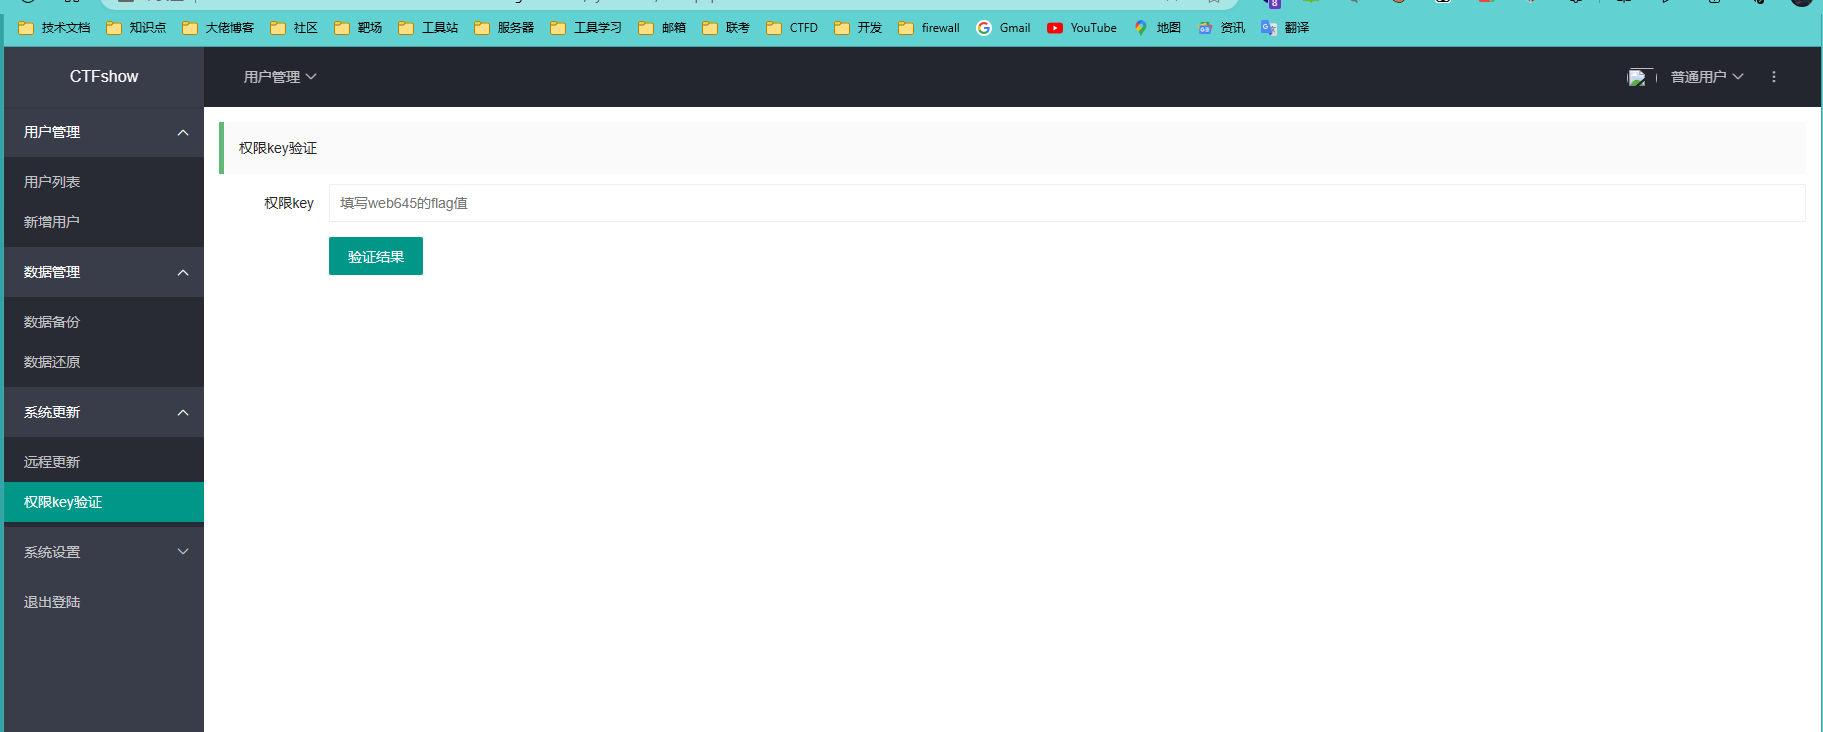 技术文档 知识点 大佬博客 社区 靶场 工具站 服务器 工具学习 邮箱 联考 CTFD 开发 firewall Gmail YouTube 地图 资讯 翻译
CTFshow 用户管理 普通用户
用户管理
权限key验证
用户列表
权限key 填写web645的flag值
新增用户
验证结果
数据管理
数据备份
数据还原
系统更新
远程更新
权限key验证
系统设置
退出登陆